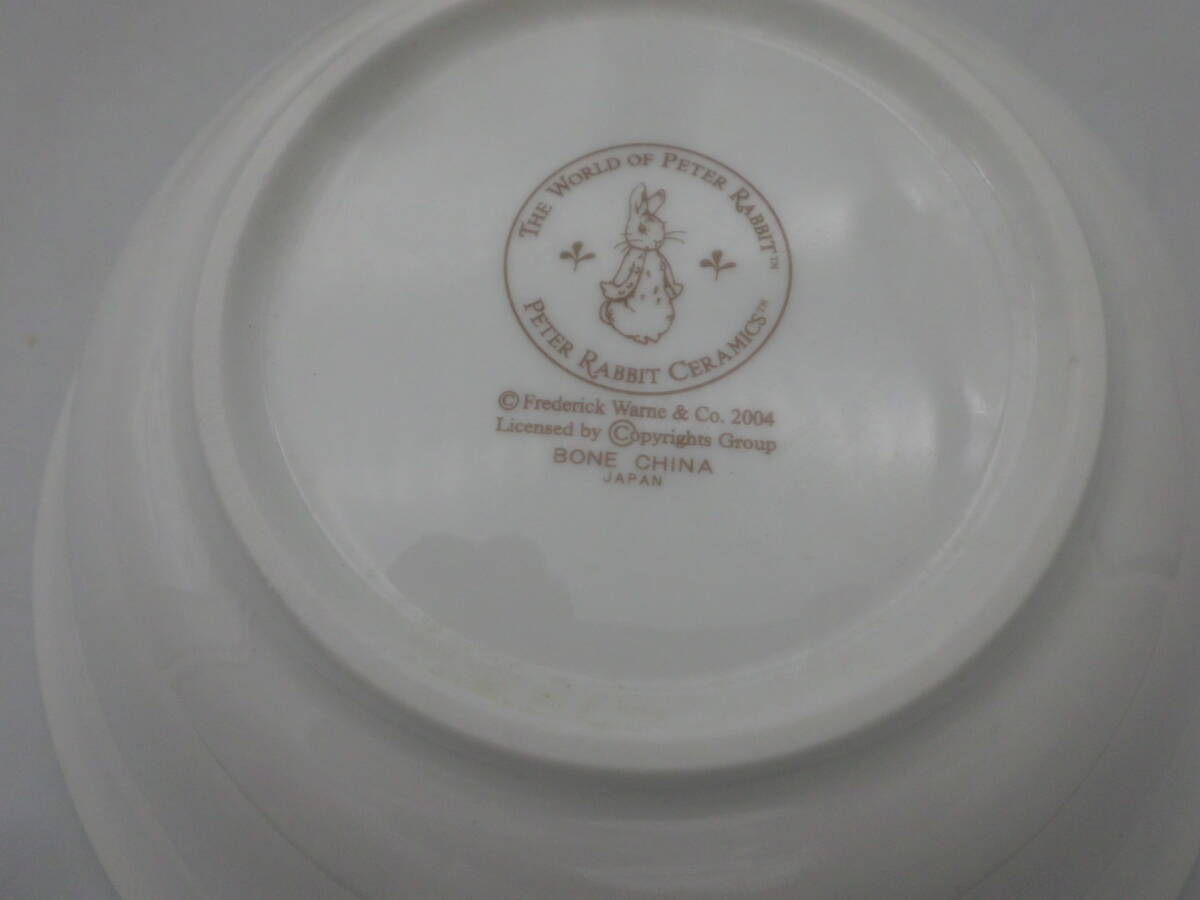 THE WORLD OF PETER RABBIT™
PETER RABBIT CERAMICS™
© Frederick Warne & Co. 2004
Licensed by ©opyrights Group
BONE CHINA
JAPAN